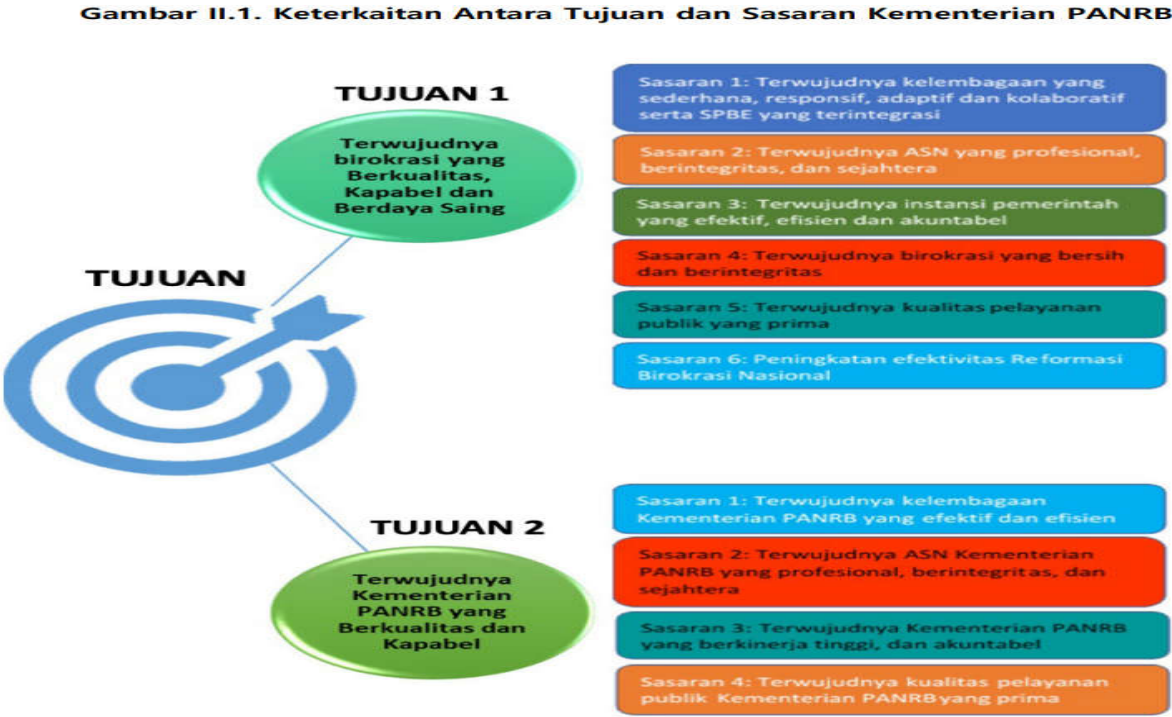 Gambar II.1. Keterkaitan Antara Tujuan dan Sasaran Kementerian PANRB
TUJUAN
TUJUAN 1
Terwujudnya
birokrasi yang
Berkualitas,
Kapabel dan
Berdaya Saing
Sasaran 1: Terwujudnya kelembagaan yang
sederhana, responsif, adaptif dan kolaboratif
serta SPBE yang terintegrasi
Sasaran 2: Terwujudnya ASN yang profesional,
berintegritas, dan sejahtera
Sasaran 3: Terwujudnya instansi pemerintah
yang efektif, efisien dan akuntabel
Sasaran 4: Terwujudnya birokrasi yang bersih
dan berintegritas
Sasaran 5: Terwujudnya kualitas pelayanan
publik yang prima
Sasaran 6: Peningkatan efektivitas Reformasi
Birokrasi Nasional
TUJUAN 2
Terwujudnya
Kementerian
PANRB yang
Berkualitas dan
Kapabel
Sasaran 1: Terwujudnya kelembagaan
Kementerian PANRB yang efektif dan efisien
Sasaran 2: Terwujudnya ASN Kementerian
PANRB yang profesional, berintegritas, dan
sejahtera
Sasaran 3: Terwujudnya Kementerian PANRB
yang berkinerja tinggi, dan akuntabel
Sasaran 4: Terwujudnya kualitas pelayanan
publik Kementerian PANRB yang prima